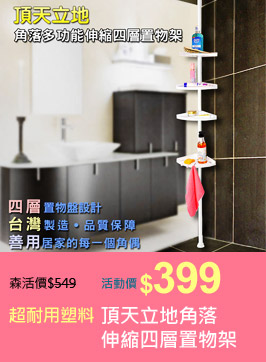 頂天立地
角落多功能伸縮四層置物架
四層置物盤設計
台灣製造•品質保障
善用居家的每一個角偶
森活價$549 活動價$399
超耐用塑料 頂天立地角落
伸縮四層置物架